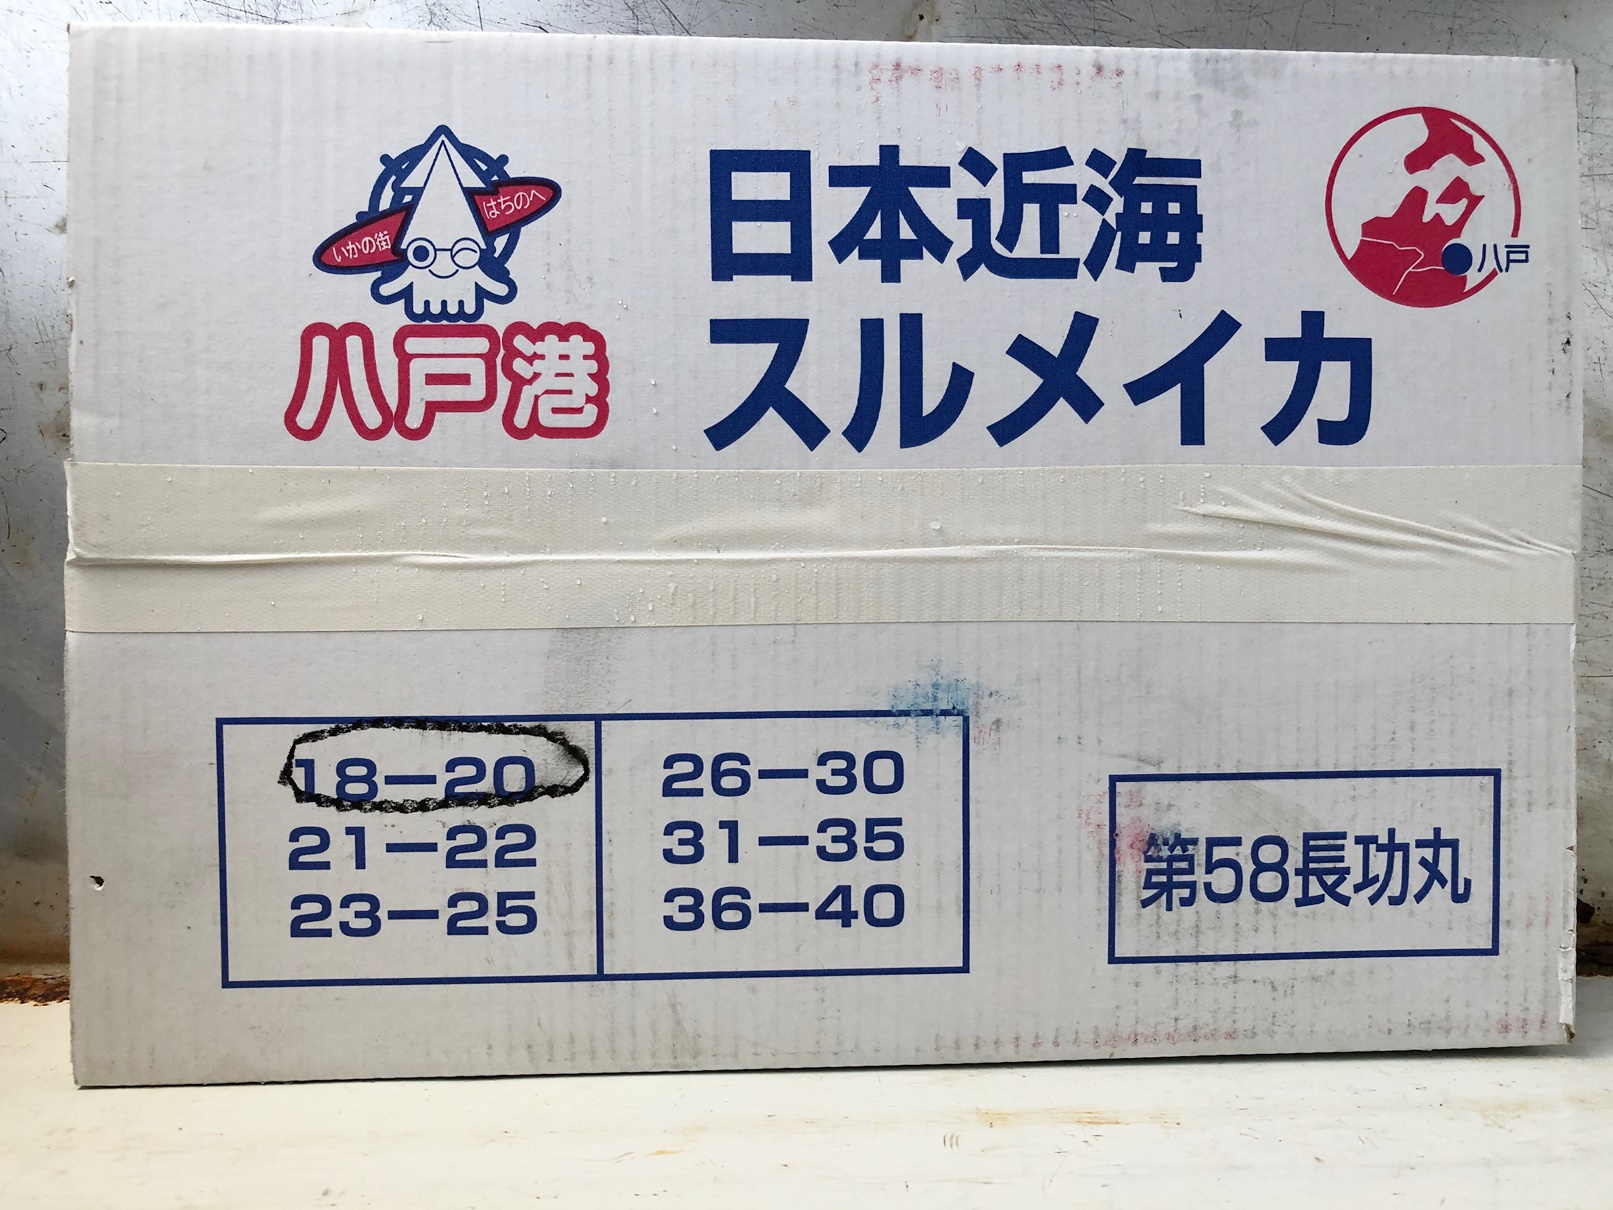 いかの街
はちのへ
八戸港
日本近海
スルメイカ
八戸
18－20
21－22
23－25
26－30
31－35
36－40
第58長功丸